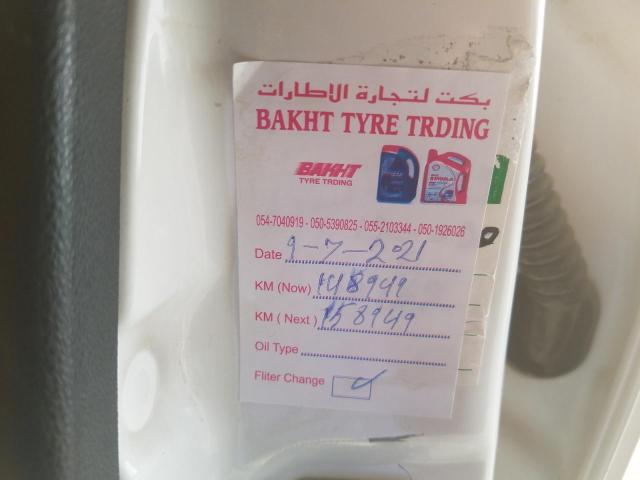 بكت لتجارة الاطارات
BAKHT TYRE TRDING
BAKHT
TYRE TRDING
054-7040919 - 050-5390825 - 055-2103344 - 050-1926026
Date 9-7-2021
KM (Now) 148949
KM ( Next ) 158949
Oil Type
Fliter Change ✓